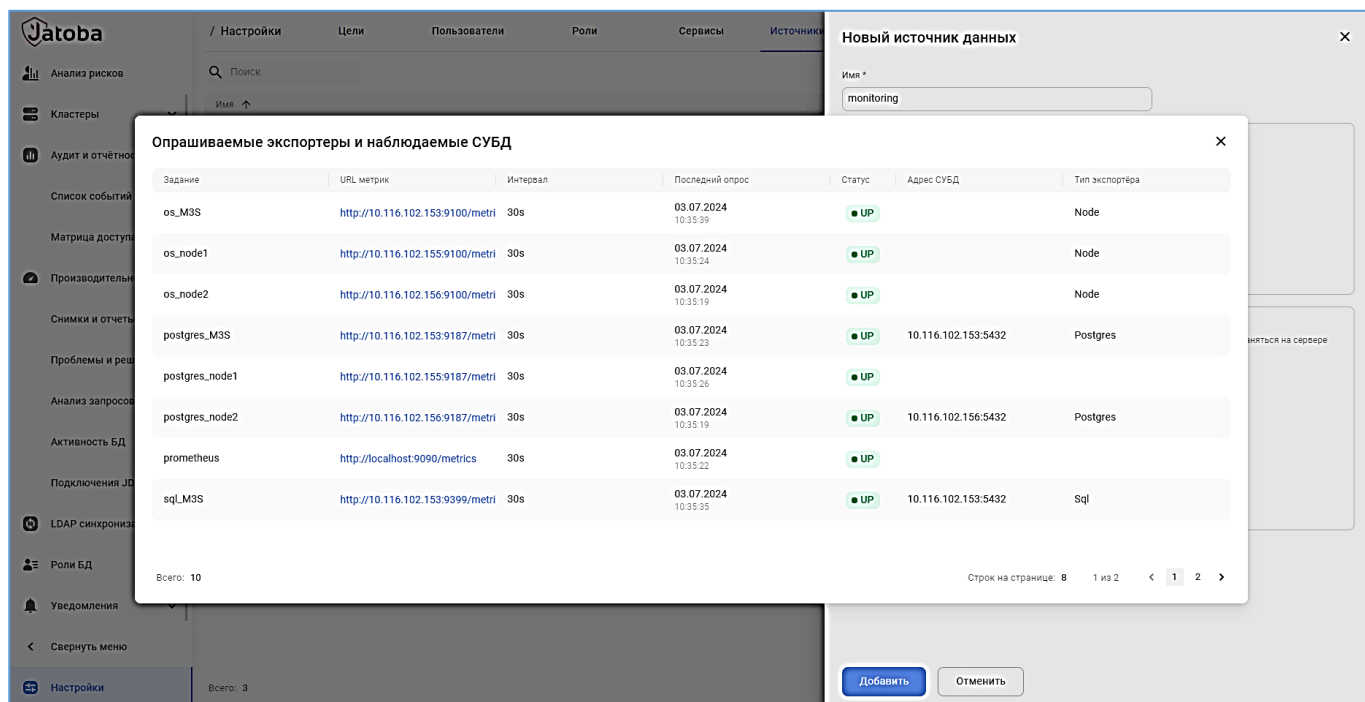 Jatoba
/ Настройки Цели Пользователи Роли Сервисы Источники
Анализ рисков
Кластеры
Аудит и отчётнос
Список событий
Матрица доступа
Производительн
Снимки и отчеты
Проблемы и реш
Анализ запросов
Активность БД
Подключения JD
LDAP синхрониза
Роли БД
Уведомления
Свернуть меню
Настройки
Поиск
Имя
Всего: 3
Новый источник данных
Имя *
monitoring
аняться на сервере
Добавить Отменить
Опрашиваемые экспортеры и наблюдаемые СУБД
Задание URL метрик Интервал Последний опрос Статус Адрес СУБД Тип экспортёра
os_M3S http://10.116.102.153:9100/metri 30s 03.07.2024 10:35:39 UP Node
os_node1 http://10.116.102.155:9100/metri 30s 03.07.2024 10:35:24 UP Node
os_node2 http://10.116.102.156:9100/metri 30s 03.07.2024 10:35:19 UP Node
postgres_M3S http://10.116.102.153:9187/metri 30s 03.07.2024 10:35:23 UP 10.116.102.153:5432 Postgres
postgres_node1 http://10.116.102.155:9187/metri 30s 03.07.2024 10:35:26 UP
postgres_node2 http://10.116.102.156:9187/metri 30s 03.07.2024 10:35:19 UP 10.116.102.156:5432 Postgres
prometheus http://localhost:9090/metrics 30s 03.07.2024 10:35:22 UP
sql_M3S http://10.116.102.153:9399/metri 30s 03.07.2024 10:35:35 UP 10.116.102.153:5432 Sql
Всего: 10 Строк на странице: 8 1 из 2 1 2